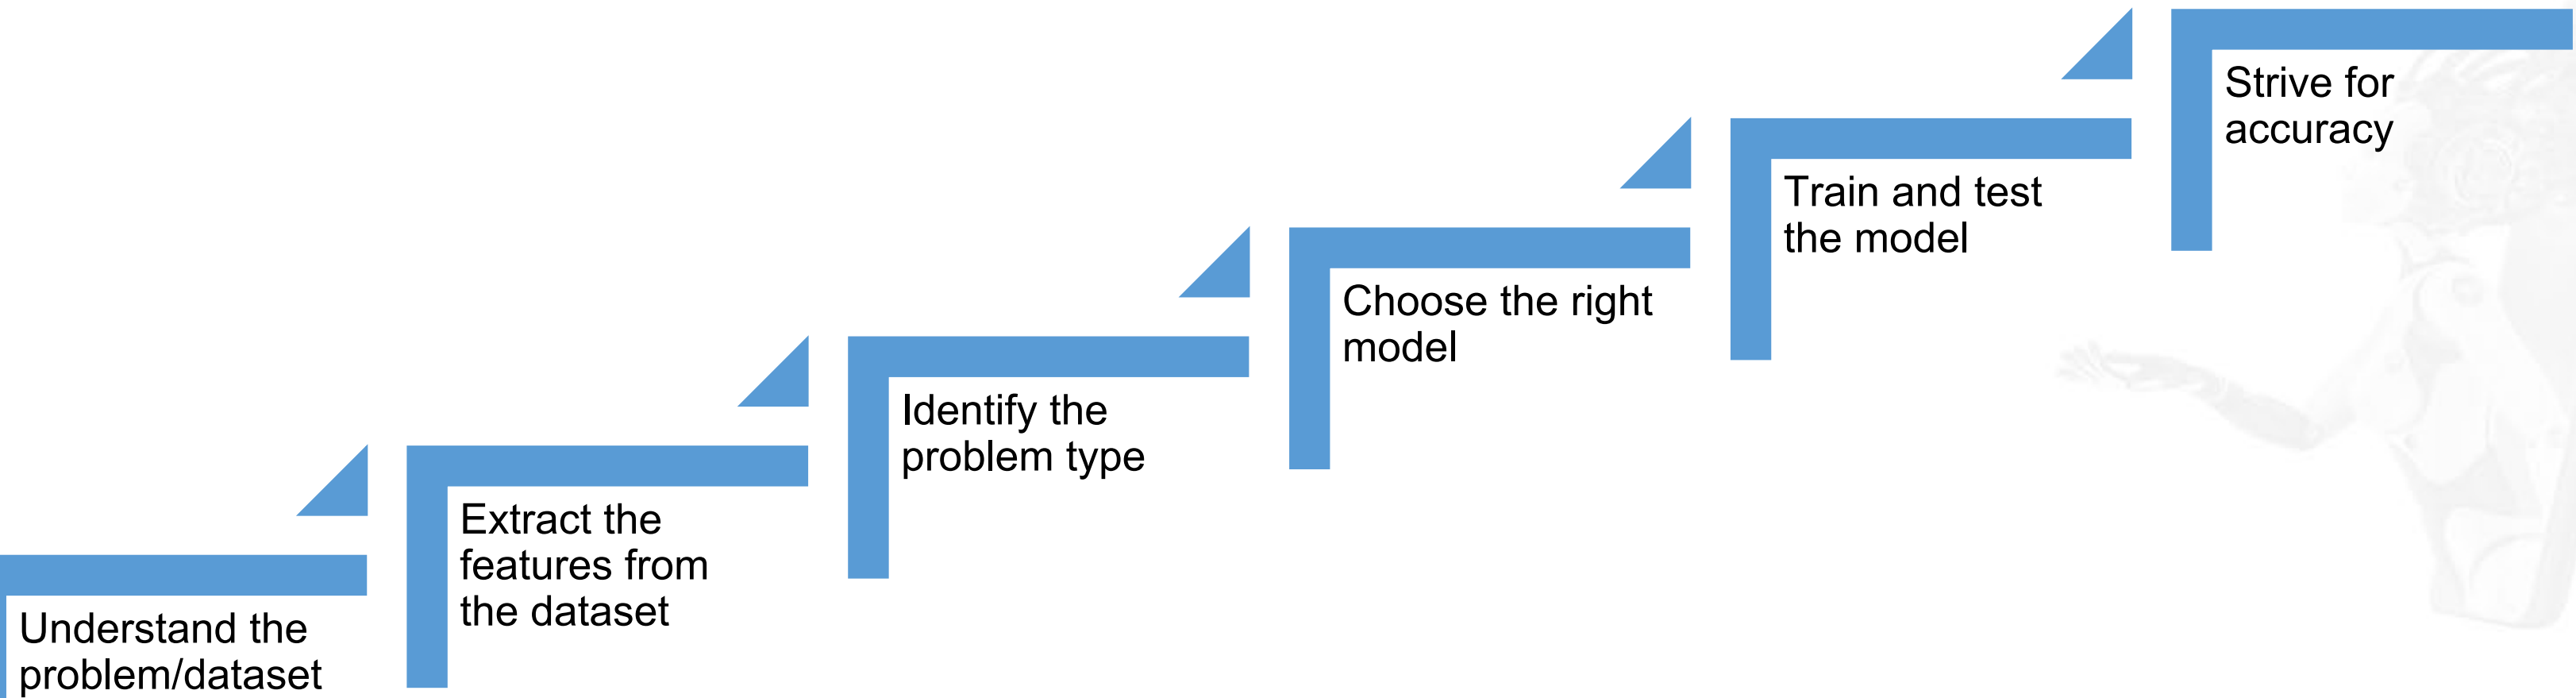 Understand the
problem/dataset
Extract the
features from
the dataset
Identify the
problem type
Choose the right
model
Train and test
the model
Strive for
accuracy